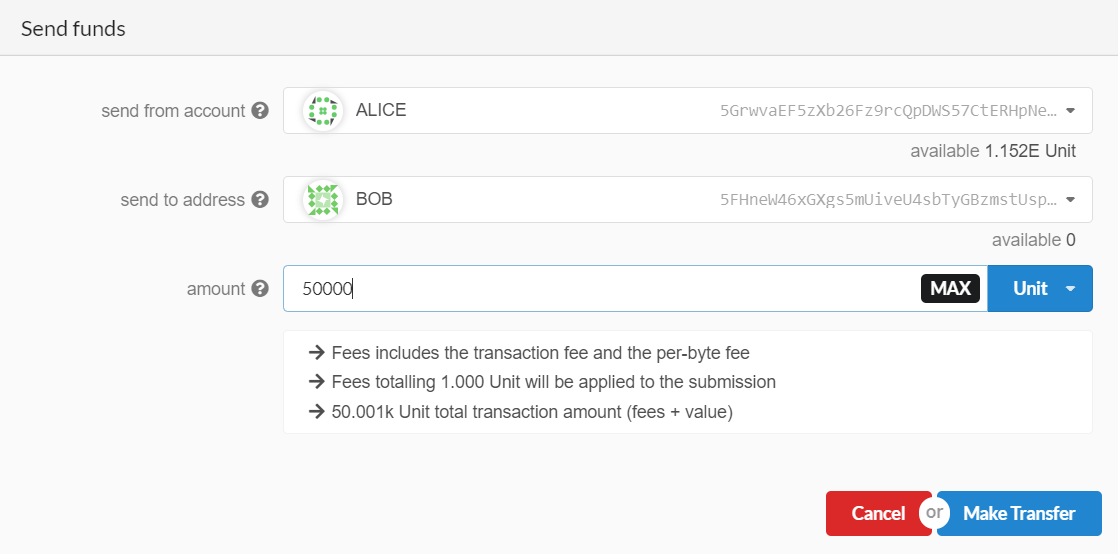 Send funds
send from account
ALICE 5GrwvaEF5zXb26Fz9rcQpDWS57CtERHpNe…
available 1.152E Unit
send to address
BOB 5FHneW46xGXgs5mUiveU4sbTyGBzmstUsp…
available 0
amount
50000 MAX Unit
→ Fees includes the transaction fee and the per-byte fee
→ Fees totalling 1.000 Unit will be applied to the submission
→ 50.001k Unit total transaction amount (fees + value)
Cancel or Make Transfer